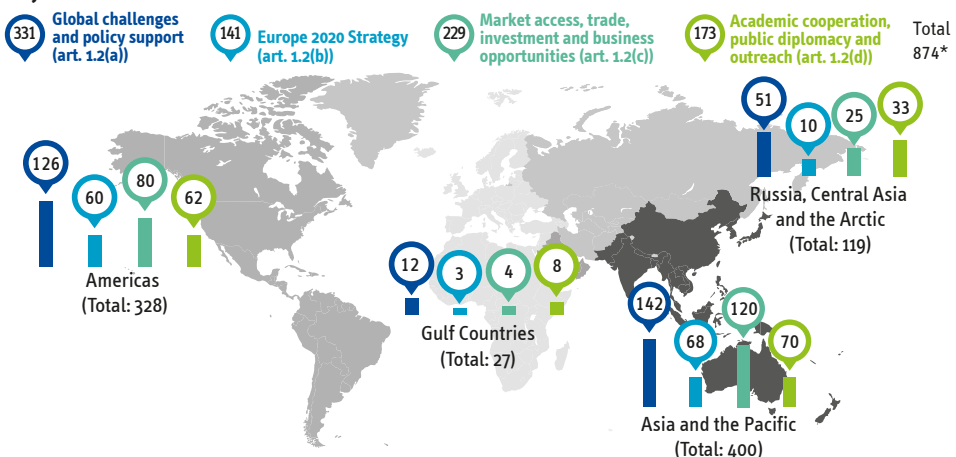 331
Global challenges
and policy support
(art. 1.2(a))
141
Europe 2020 Strategy
(art. 1.2(b))
229
Market access, trade,
investment and business
opportunities (art. 1.2(c))
173
Academic cooperation,
public diplomacy and
outreach (art. 1.2(d))
Total
874*
126
60
80
62
Americas
(Total: 328)
12
3
4
8
Gulf Countries
(Total: 27)
51
10
25
33
Russia, Central Asia
and the Arctic
(Total: 119)
142
68
120
70
Asia and the Pacific
(Total: 400)